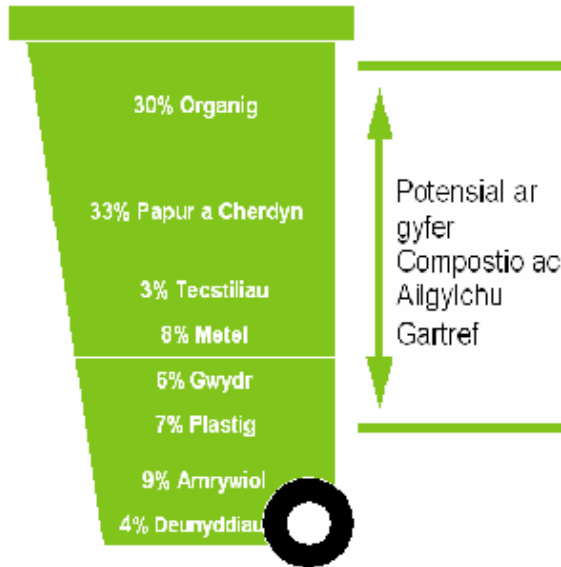 30% Organig
33% Papur a Cherdyn
3% Tecstiliau
8% Metel
6% Gwydr
7% Plastig
9% Amrywiol
4% Deunyddiau
Potensial ar
gyfer
Compostio ac
Ailgylchu
Gartref